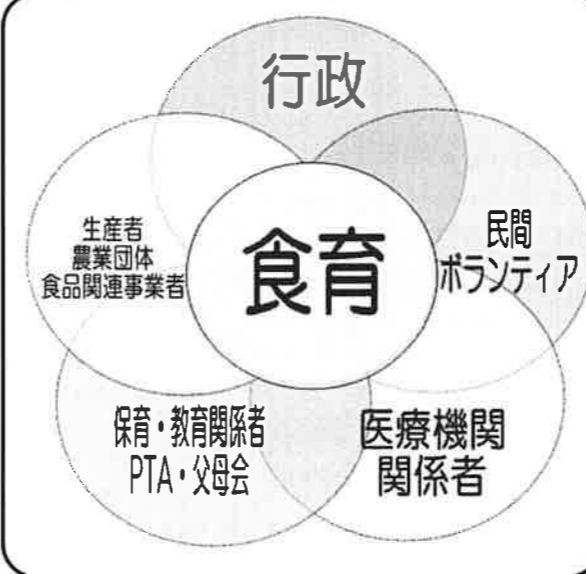 行政
民間
ボランティア
医療機関
関係者
保育・教育関係者
PTA・父母会
生産者
農業団体
食品関連事業者
食育